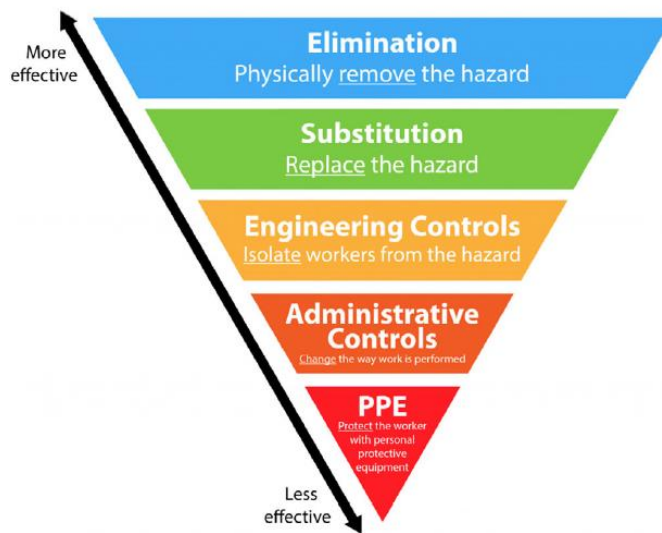 More
effective
Elimination
Physically remove the hazard
Substitution
Replace the hazard
Engineering Controls
Isolate workers from the hazard
Administrative
Controls
Change the way work is performed
PPE
Protect the worker
with personal
protective
equipment
Less
effective